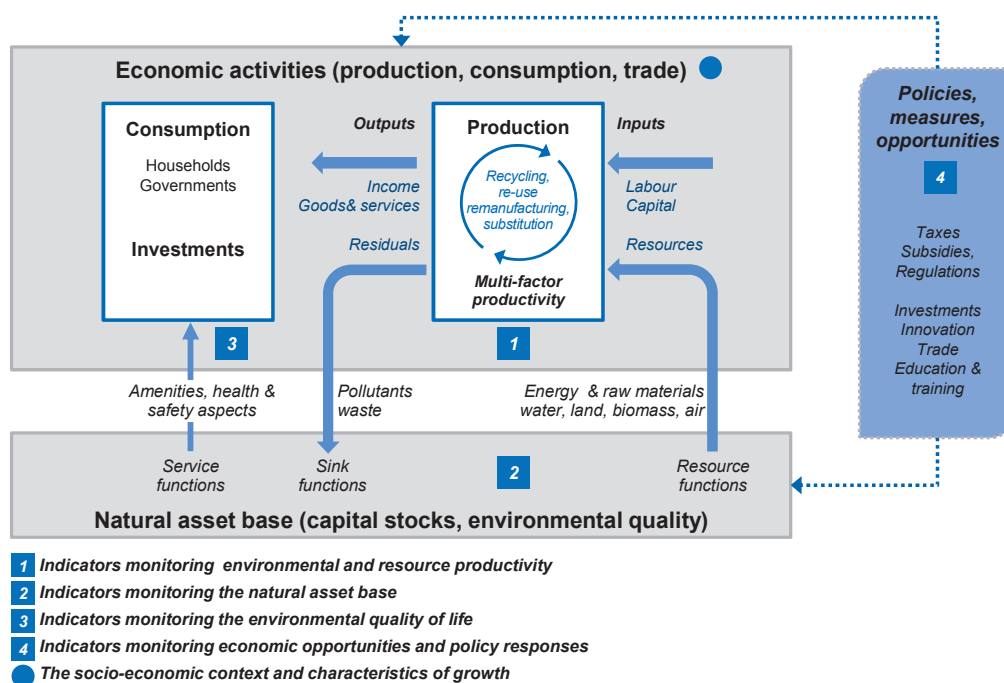 Economic activities (production, consumption, trade)
Consumption
Households
Governments
Investments
3
Outputs
Income
Goods& services
Residuals
Production
Recycling,
re-use
remanufacturing,
substitution
Multi-factor
productivity
1
Inputs
Labour
Capital
Resources
Policies,
measures,
opportunities
4
Taxes
Subsidies,
Regulations
Investments
Innovation
Trade
Education &
training
Amenities, health &
safety aspects
Pollutants
waste
Energy & raw materials
water, land, biomass, air
Service
functions
Sink
functions
2
Resource
functions
Natural asset base (capital stocks, environmental quality)
1 Indicators monitoring environmental and resource productivity
2 Indicators monitoring the natural asset base
3 Indicators monitoring the environmental quality of life
4 Indicators monitoring economic opportunities and policy responses
The socio-economic context and characteristics of growth